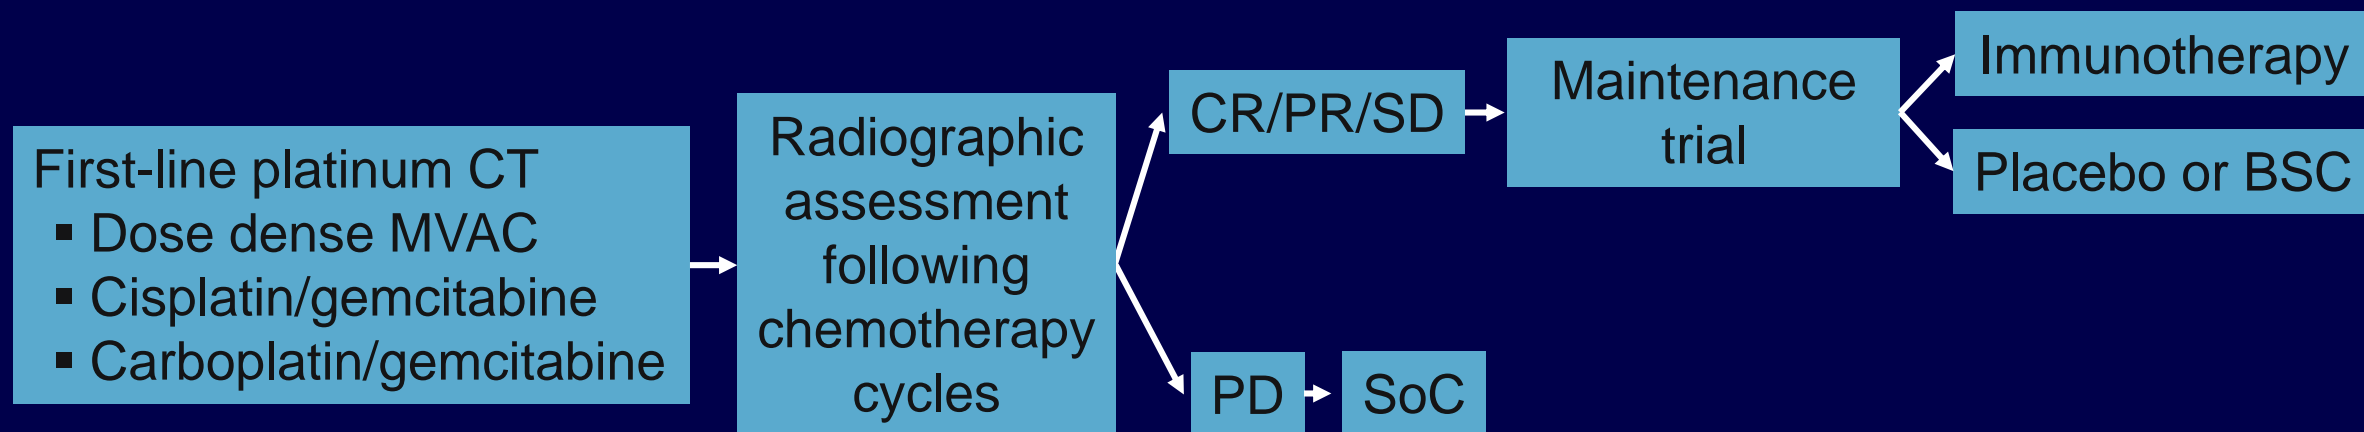 First-line platinum CT
▪ Dose dense MVAC
▪ Cisplatin/gemcitabine
▪ Carboplatin/gemcitabine
Radiographic
assessment
following
chemotherapy
cycles
CR/PR/SD
Maintenance
trial
Immunotherapy
Placebo or BSC
PD
SoC